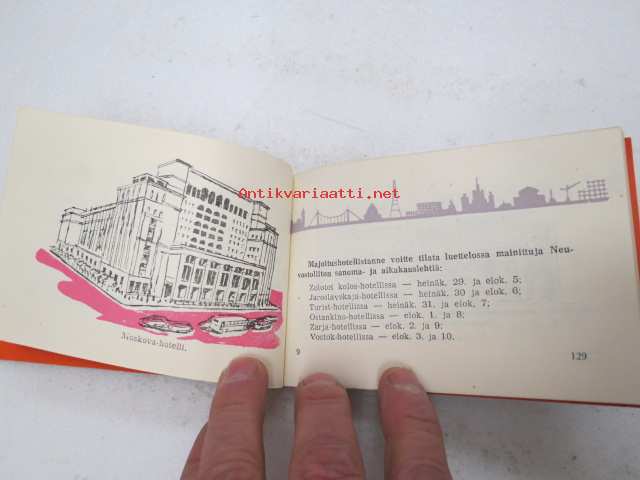 Antikvariaatti.net
Moskova-hotelli.
Majoitushotellistanne voitte tilata luettelossa mainittuja Neu-
vostoliiton sanoma- ja aikakauslehtiä:
Zolotoi kolos-hotellissa — heinäk. 29. ja elok. 5;
Jaroslavskaja-hotellissa — heinäk. 30 ja elok. 6;
Turist-hotellissa — heinäk. 31, ja elok, 7;
Ostankino-hotellissa — elok. 1. ja 8;
Zarja-hotellissa — elok. 2. ja 9;
Vostok-hotellissa — elok. 3. ja 10.
9
129